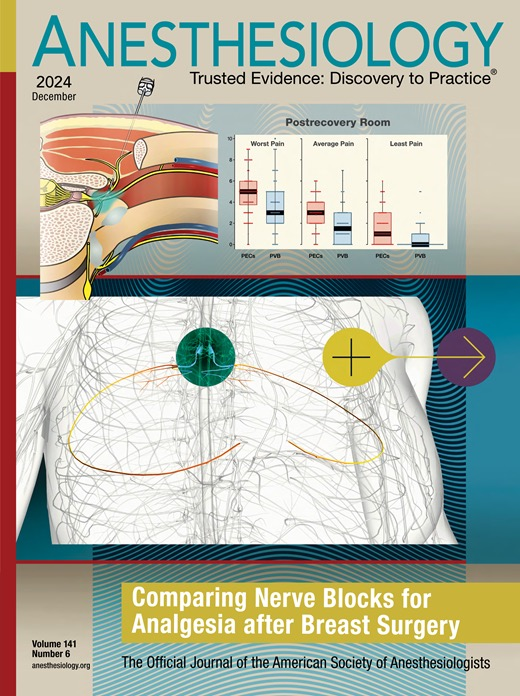 ANESTHESIOLOGY
Trusted Evidence: Discovery to Practice®
2024
December
Postrecovery Room
Worst Pain Average Pain Least Pain
10
8
6
4
2
0
PECs PVB PECs PVB PECs PVB
Comparing Nerve Blocks for
Analgesia after Breast Surgery
Volume 141
Number 6
anesthesiology.org
The Official Journal of the American Society of Anesthesiologists